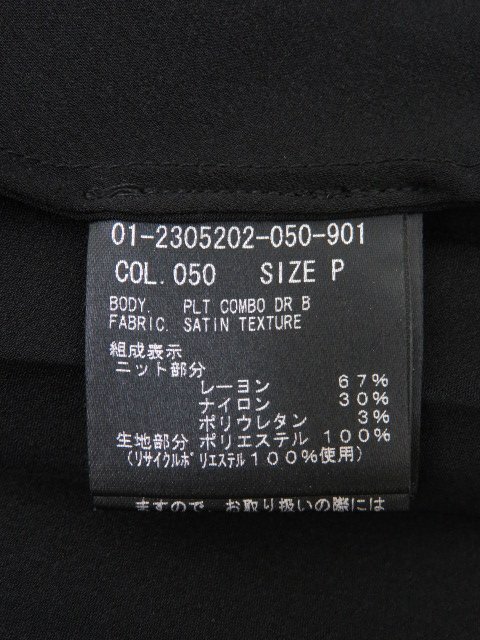 01-2305202-050-901
COL.050 SIZE P
BODY. PLT COMBO DR B
FABRIC. SATIN TEXTURE
組成表示
ニット部分
レーヨン 67%
ナイロン 30%
ポリウレタン 3%
生地部分 ポリエステル 100%
(リサイクルポリエステル100%使用)
ますので、お取り扱いの際には